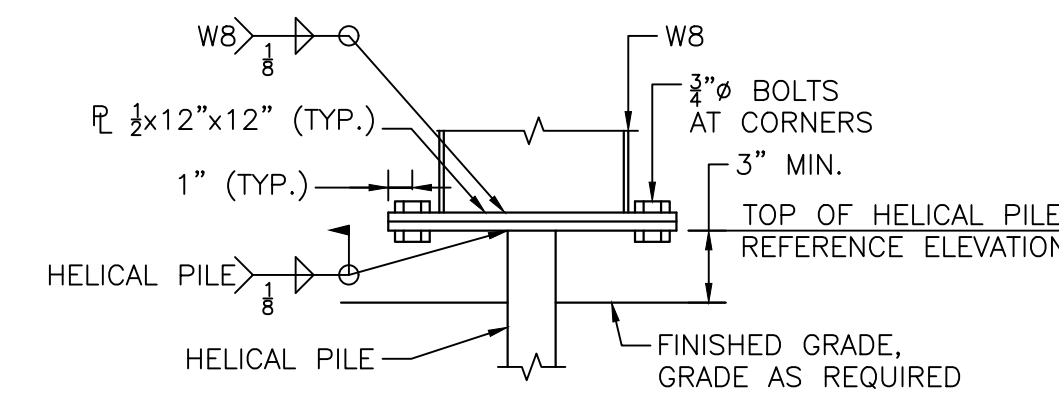 W8
1/8
W8
3/4"ø BOLTS
AT CORNERS
℄ 1/2x12"x12" (TYP.)
3" MIN.
1" (TYP.)
TOP OF HELICAL PILE
REFERENCE ELEVATION
HELICAL PILE
1/8
HELICAL PILE
FINISHED GRADE,
GRADE AS REQUIRED